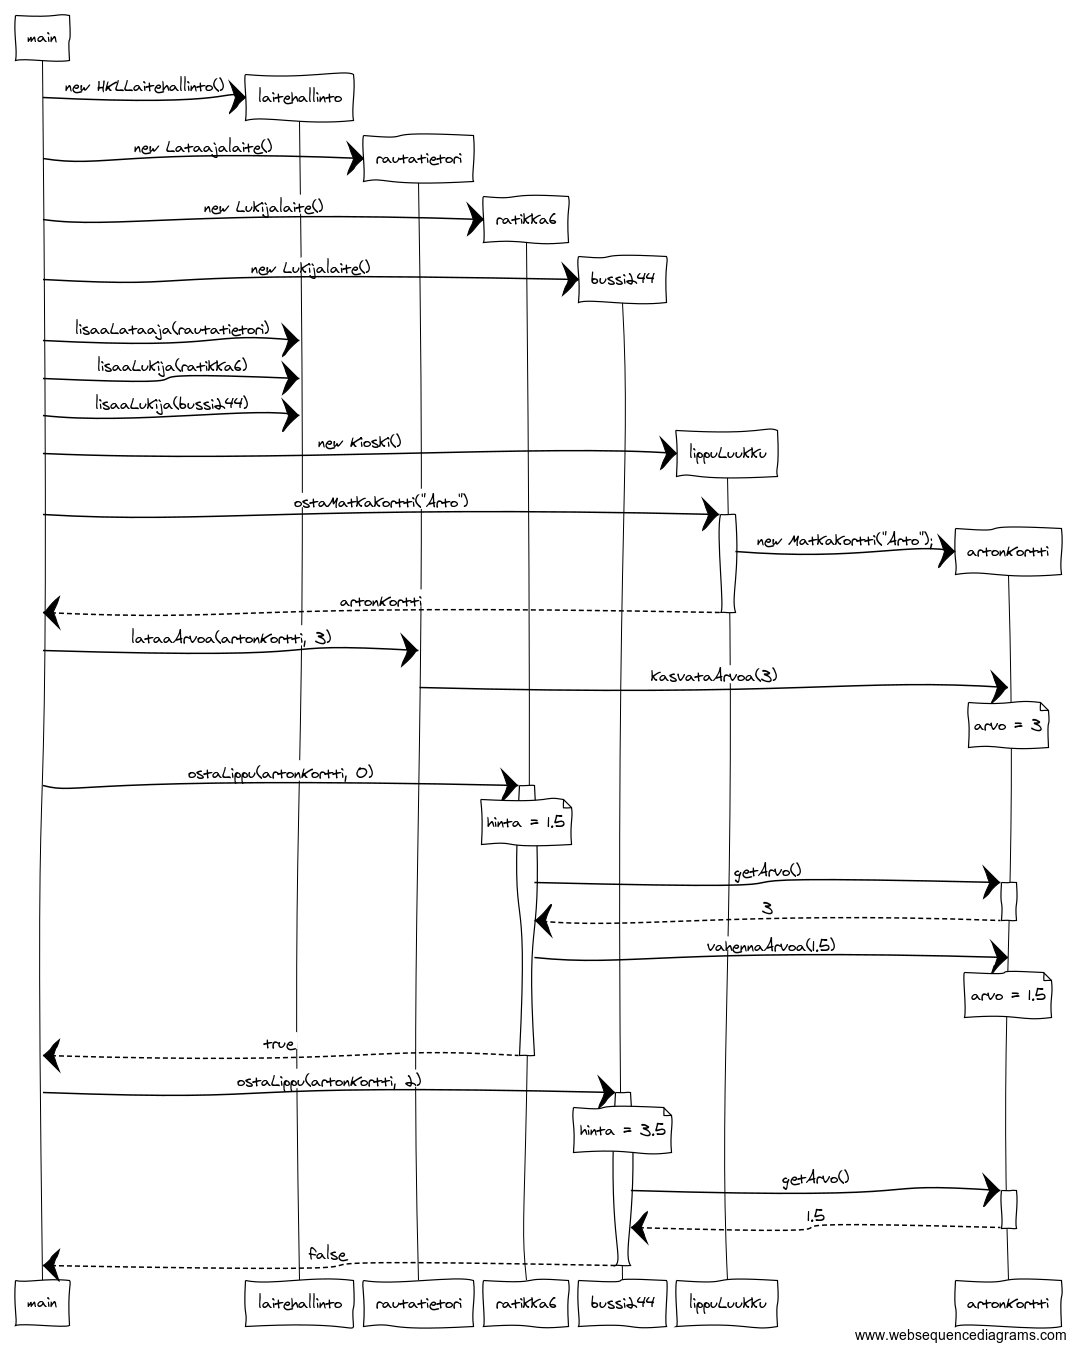 main
new HKLLaitehallinto()
laitehallinto
new Lataajalaite()
rautatietori
new Lukijalaite()
ratikka6
new Lukijalaite()
bussi244
lisaaLataaja(rautatietori)
lisaaLukija(ratikka6)
lisaaLukija(bussi244)
new Kioski()
lippuLuukku
ostaMatkakortti("Arto")
new Matkakortti("Arto");
artonKortti
artonKortti
lataaArvoa(artonKortti, 3)
kasvataArvoa(3)
arvo = 3
ostaLippu(artonKortti, 0)
hinta = 1.5
getArvo()
3
vahennaArvoa(1.5)
arvo = 1.5
true
ostaLippu(artonKortti, 2)
hinta = 3.5
getArvo()
1.5
false
main laitehallinto rautatietori ratikka6 bussi244 lippuLuukku artonKortti
www.websequencediagrams.com